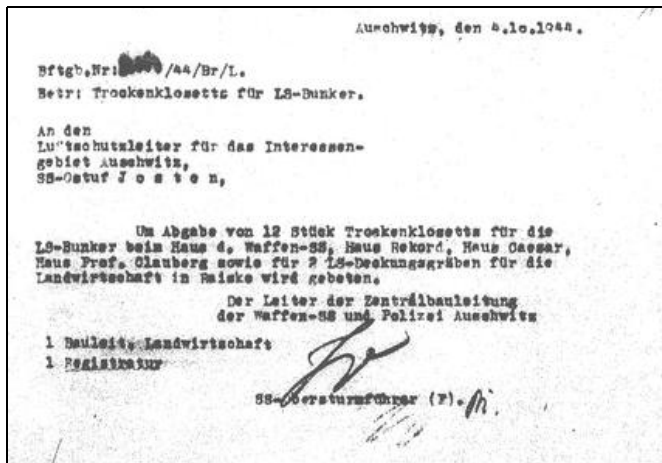 Auschwitz, den 4.10.1944.
Bftgb.Nr: /44/Br/L.
Betr: Trockenklosetts für LS-Bunker.
An den
Luftschutzleiter für das Interessen-
gebiet Auschwitz,
SS-Ostuf J o s t e n,
Um Abgabe von 12 Stück Trockenklosetts für die
LS-Bunker beim Haus d. Waffen-SS, Haus Rekord, Haus Caesar,
Haus Prof. Clauberg sowie für 2 LS-Deckungsgräben für die
Landwirtschaft in Raisko wird gebeten.
Der Leiter der Zentralbauleitung
der Waffen-SS und Polizei Auschwitz
1 Bauleit. Landwirtschaft
1 Registratur
SS-Obersturmführer (F).